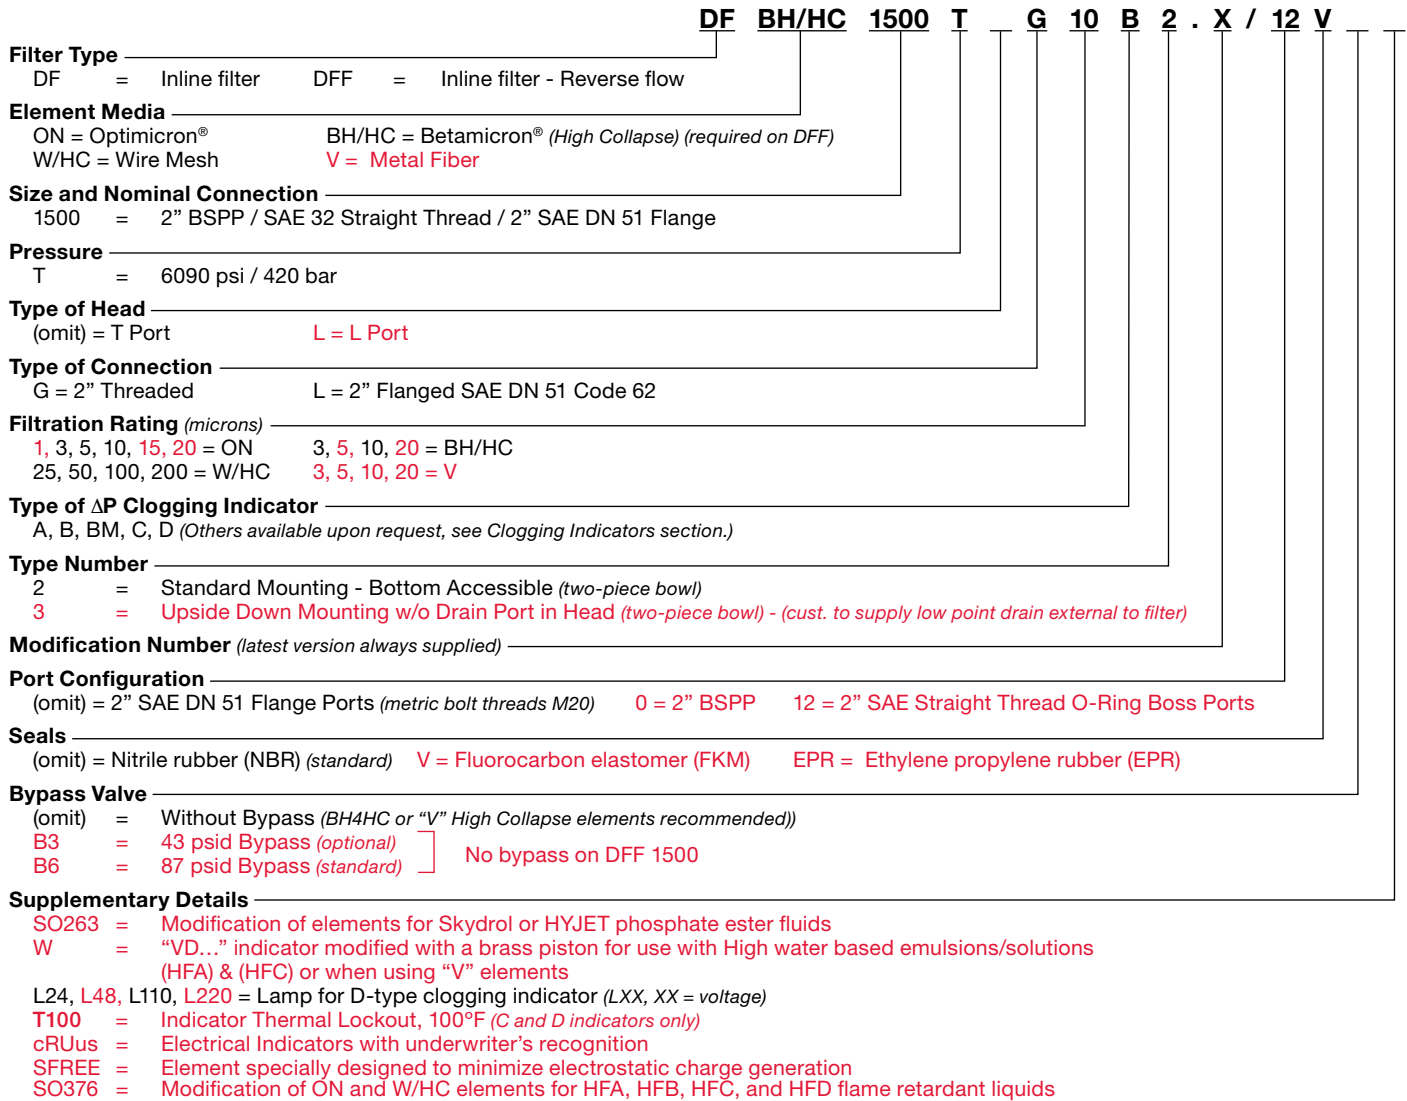 DF BH/HC 1500 T _ G 10 B 2 . X / 12 V _ _
Filter Type
DF = Inline filter DFF = Inline filter - Reverse flow
Element Media
ON = Optimicron® BH/HC = Betamicron® (High Collapse) (required on DFF)
W/HC = Wire Mesh V = Metal Fiber
Size and Nominal Connection
1500 = 2” BSPP / SAE 32 Straight Thread / 2” SAE DN 51 Flange
Pressure
T = 6090 psi / 420 bar
Type of Head
(omit) = T Port L = L Port
Type of Connection
G = 2” Threaded L = 2” Flanged SAE DN 51 Code 62
Filtration Rating (microns)
1, 3, 5, 10, 15, 20 = ON 3, 5, 10, 20 = BH/HC
25, 50, 100, 200 = W/HC 3, 5, 10, 20 = V
Type of ΔP Clogging Indicator
A, B, BM, C, D (Others available upon request, see Clogging Indicators section.)
Type Number
2 = Standard Mounting - Bottom Accessible (two-piece bowl)
3 = Upside Down Mounting w/o Drain Port in Head (two-piece bowl) - (cust. to supply low point drain external to filter)
Modification Number (latest version always supplied)
Port Configuration
(omit) = 2” SAE DN 51 Flange Ports (metric bolt threads M20) 0 = 2” BSPP 12 = 2” SAE Straight Thread O-Ring Boss Ports
Seals
(omit) = Nitrile rubber (NBR) (standard) V = Fluorocarbon elastomer (FKM) EPR = Ethylene propylene rubber (EPR)
Bypass Valve
(omit) = Without Bypass (BH4HC or “V” High Collapse elements recommended))
B3 = 43 psid Bypass (optional)
B6 = 87 psid Bypass (standard)
No bypass on DFF 1500
Supplementary Details
SO263 = Modification of elements for Skydrol or HYJET phosphate ester fluids
W = “VD…” indicator modified with a brass piston for use with High water based emulsions/solutions
(HFA) & (HFC) or when using “V” elements
L24, L48, L110, L220 = Lamp for D-type clogging indicator (LXX, XX = voltage)
T100 = Indicator Thermal Lockout, 100ºF (C and D indicators only)
cRUus = Electrical Indicators with underwriter’s recognition
SFREE = Element specially designed to minimize electrostatic charge generation
SO376 = Modification of ON and W/HC elements for HFA, HFB, HFC, and HFD flame retardant liquids